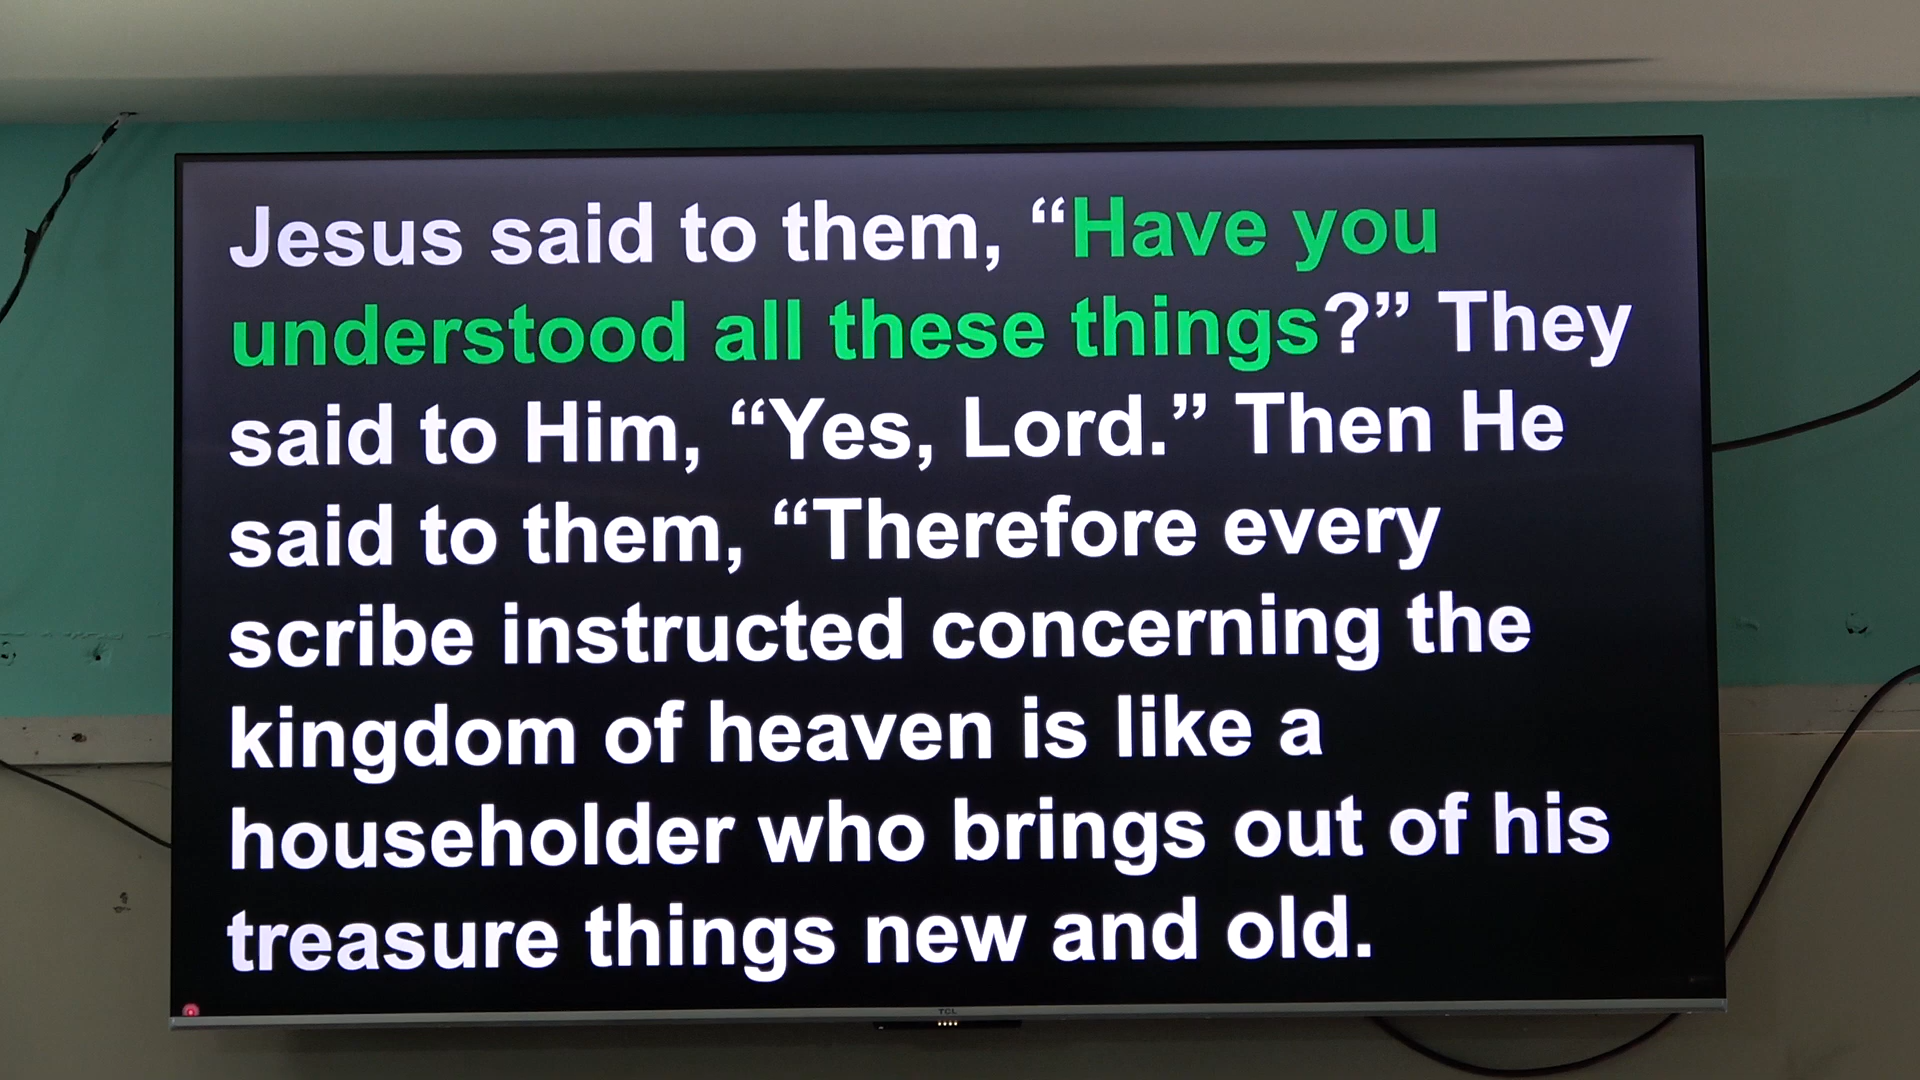 Jesus said to them, “Have you
understood all these things?” They
said to Him, “Yes, Lord.” Then He
said to them, “Therefore every
scribe instructed concerning the
kingdom of heaven is like a
householder who brings out of his
treasure things new and old.
TCL